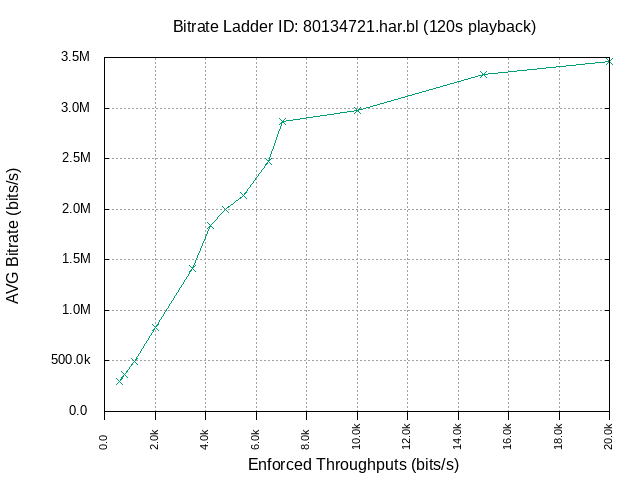 Bitrate Ladder ID: 80134721.har.bl (120s playback)
3.5M
3.0M
2.5M
2.0M
1.5M
1.0M
500.0k
0.0
AVG Bitrate (bits/s)
0.0 2.0k 4.0k 6.0k 8.0k 10.0k 12.0k 14.0k 16.0k 18.0k 20.0k
Enforced Throughputs (bits/s)